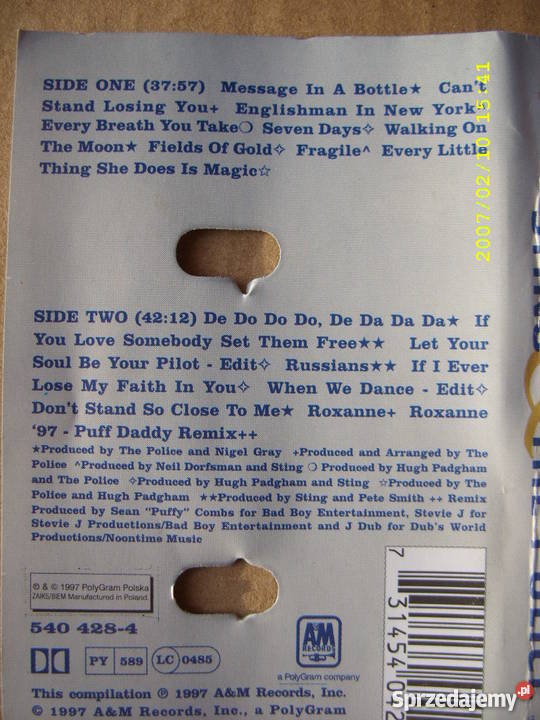 SIDE ONE (37:57) Message In A Bottle★ Can't
Stand Losing You+ Englishman In New York^
Every Breath You Take❍ Seven Days✧ Walking On
The Moon★ Fields Of Gold✧ Fragile^ Every Little
Thing She Does Is Magic☆
2007/02/10 15:41
SIDE TWO (42:12) De Do Do Do, De Da Da Da★ If
You Love Somebody Set Them Free★★ Let Your
Soul Be Your Pilot - Edit✧ Russians★★ If I Ever
Lose My Faith In You✧ When We Dance - Edit✧
Don't Stand So Close To Me★ Roxanne+ Roxanne
'97 - Puff Daddy Remix++
★Produced by The Police and Nigel Gray +Produced and Arranged by The
Police ^Produced by Neil Dorfsman and Sting ❍ Produced by Hugh Padgham
and The Police ✧Produced by Hugh Padgham and Sting ☆Produced by The
Police and Hugh Padgham ★★Produced by Sting and Pete Smith ++ Remix
Produced by Sean "Puffy" Combs for Bad Boy Entertainment, Stevie J for
Stevie J Productions/Bad Boy Entertainment and J Dub for Dub's World
Productions/Noontime Music
℗ & © 1997 PolyGram Polska
ZAIKS/BIEM Manufactured in Poland.
540 428-4
PY 589
LC 0485
AM
RECORDS
a PolyGram company
7 31454 042
This compilation ℗ 1997 A&M Records, Inc.
© 1997 A&M Records, Inc., a PolyGram
Sprzedajemy.pl